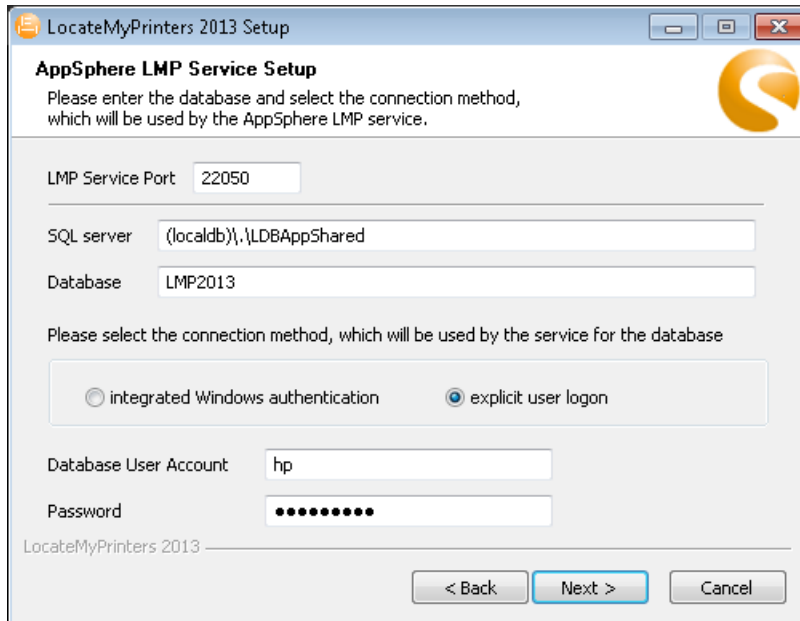 LocateMyPrinters 2013 Setup
AppSphere LMP Service Setup
Please enter the database and select the connection method,
which will be used by the AppSphere LMP service.
LMP Service Port 22050
SQL server (localdb)\.\LDBAppShared
Database LMP2013
Please select the connection method, which will be used by the service for the database
integrated Windows authentication explicit user logon
Database User Account hp
Password •••••••••
LocateMyPrinters 2013
< Back Next > Cancel